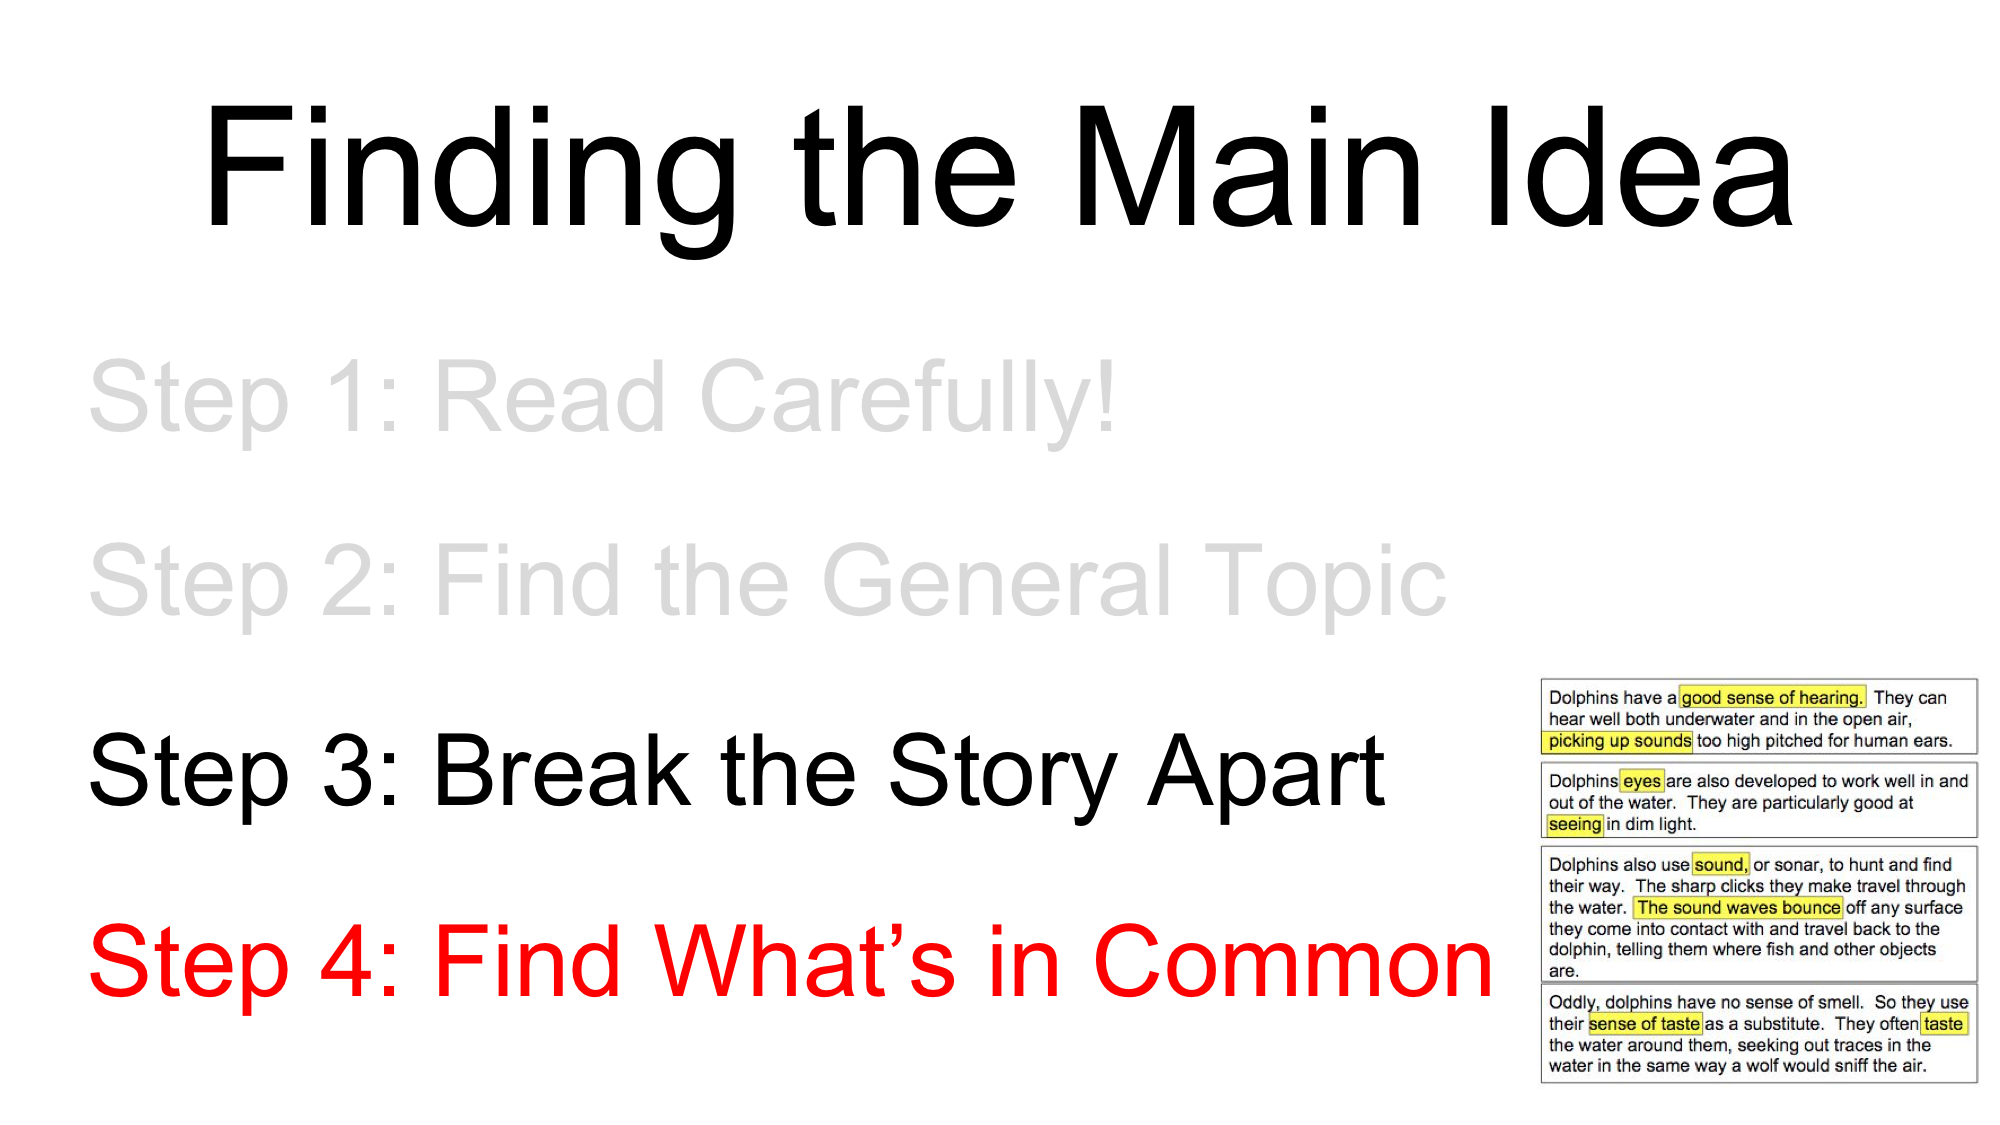 Finding the Main Idea
Step 1: Read Carefully!
Step 2: Find the General Topic
Step 3: Break the Story Apart
Step 4: Find What’s in Common
Dolphins have a good sense of hearing. They can
hear well both underwater and in the open air,
picking up sounds too high pitched for human ears.
Dolphins eyes are also developed to work well in and
out of the water. They are particularly good at
seeing in dim light.
Dolphins also use sound, or sonar, to hunt and find
their way. The sharp clicks they make travel through
the water. The sound waves bounce off any surface
they come into contact with and travel back to the
dolphin, telling them where fish and other objects
are.
Oddly, dolphins have no sense of smell. So they use
their sense of taste as a substitute. They often taste
the water around them, seeking out traces in the
water in the same way a wolf would sniff the air.